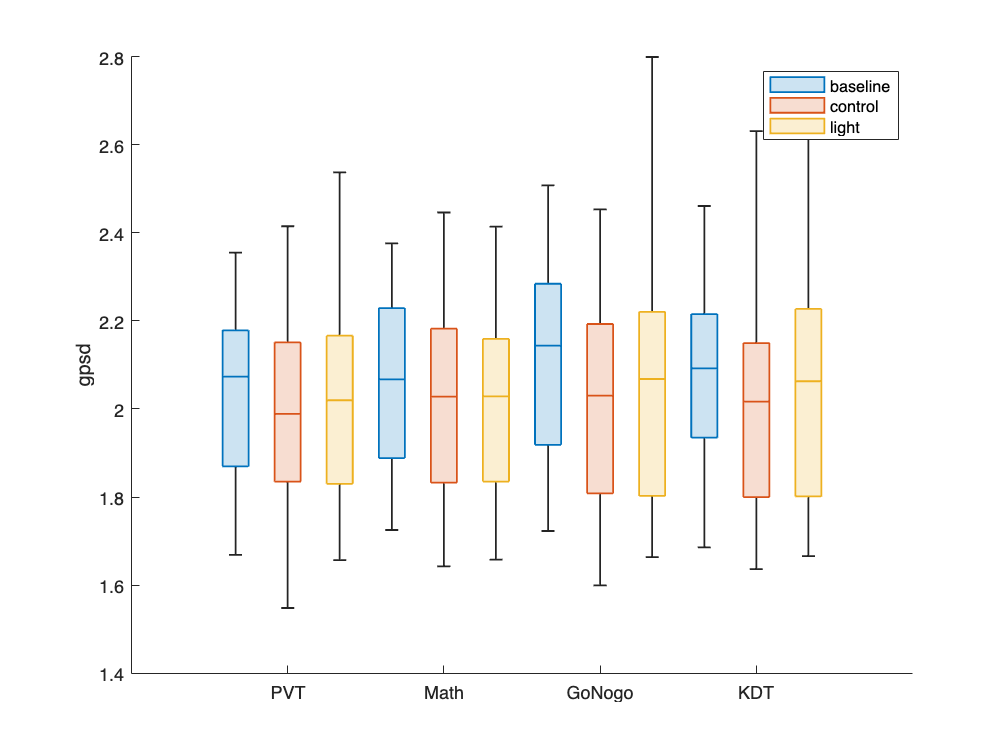 2.8
2.6
2.4
2.2
2
1.8
1.6
1.4
gpsd
PVT
Math
GoNogo
KDT
baseline
control
light